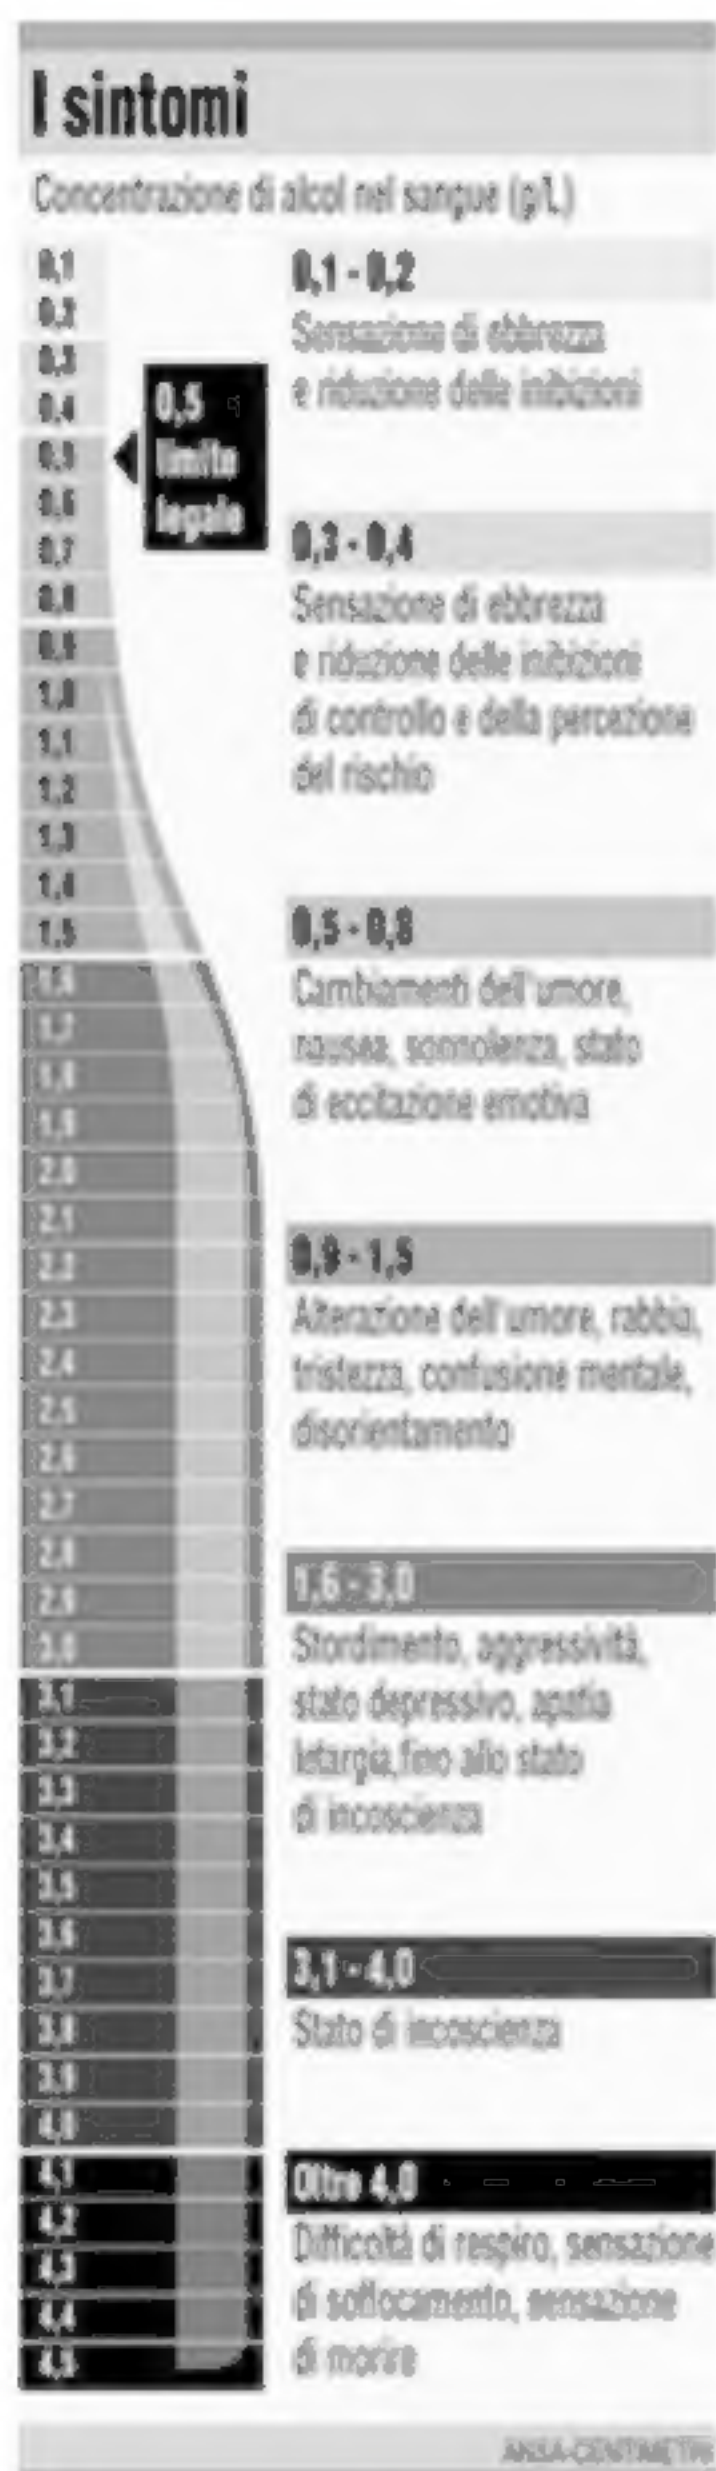 I sintomi
Concentrazione di alcol nel sangue (g/L)
0,1
0,2
0,3
0,4
0,5
0,6
0,7
0,8
0,9
1,0
1,1
1,2
1,3
1,4
1,5
1,6
1,7
1,8
1,9
2,0
2,1
2,2
2,3
2,4
2,5
2,6
2,7
2,8
2,9
3,0
3,1
3,2
3,3
3,4
3,5
3,6
3,7
3,8
3,9
4,0
4,1
4,2
4,3
4,4
4,5
0,5
limite
legale
0,1 - 0,2
Sensazione di ebbrezza
e riduzione delle inibizioni
0,3 - 0,4
Sensazione di ebbrezza
e riduzione delle inibizioni
di controllo e della percezione
del rischio
0,5 - 0,8
Cambiamenti dell'umore,
nausea, sonnolenza, stato
di eccitazione emotiva
0,9 - 1,5
Alterazione dell'umore, rabbia,
tristezza, confusione mentale,
disorientamento
1,6 - 3,0
Stordimento, aggressività,
stato depressivo, apatia
letargia,fino allo stato
di incoscienza
3,1 - 4,0
Stato di incoscienza
Oltre 4,0
Difficoltà di respiro, sensazione
di soffocamento, sensazione
di morire
ANSA-CENTIMETRI